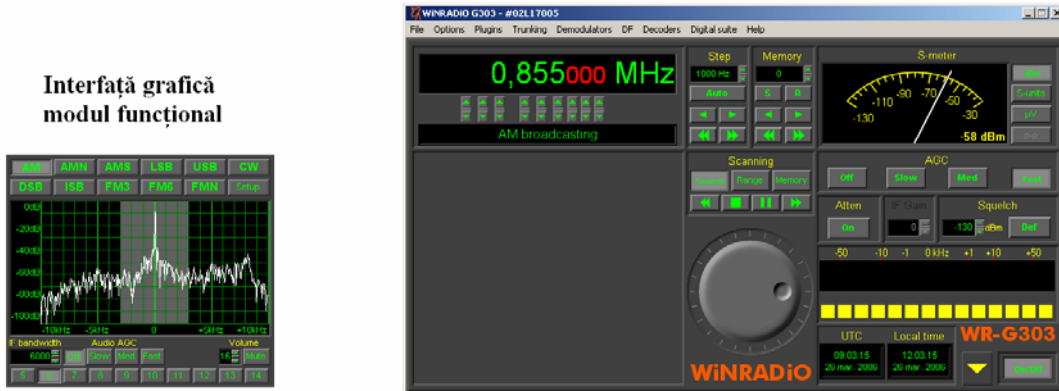 Interfață grafică
modul funcțional
AM AMN AMS LSB USB CW
DSB ISB FM3 FM6 FMN Setup
0dB
-20dB
-40dB
-60dB
-80dB
-100dB
-10kHz -5kHz 0 +5kHz +10kHz
IF bandwidth Audio AGC Volume
6000 Slow Med Fast 16 Mute
5 6 7 8 9 10 11 12 13 14
WiNRADiO G303 - #02L17005
File Options Plugins Trunking Demodulators DF Decoders Digital suite Help
0,855000 MHz
AM broadcasting
Step Memory
1000 Hz 0
Auto S R
Scanning
Range Memory
S-meter
-130 -110 -90 -70 -50 -30
-58 dBm
dBm
S-units
µV
p-p
AGC
Off Slow Med Fast
Atten IF Gain Squelch
On 0 -130 dBm Def
-50 -10 -1 0 kHz +1 +10 +50
UTC Local time
09.03.15 12.03.15
26 mar. 2006 26 mar. 2006
WR-G303
WiNRADiO